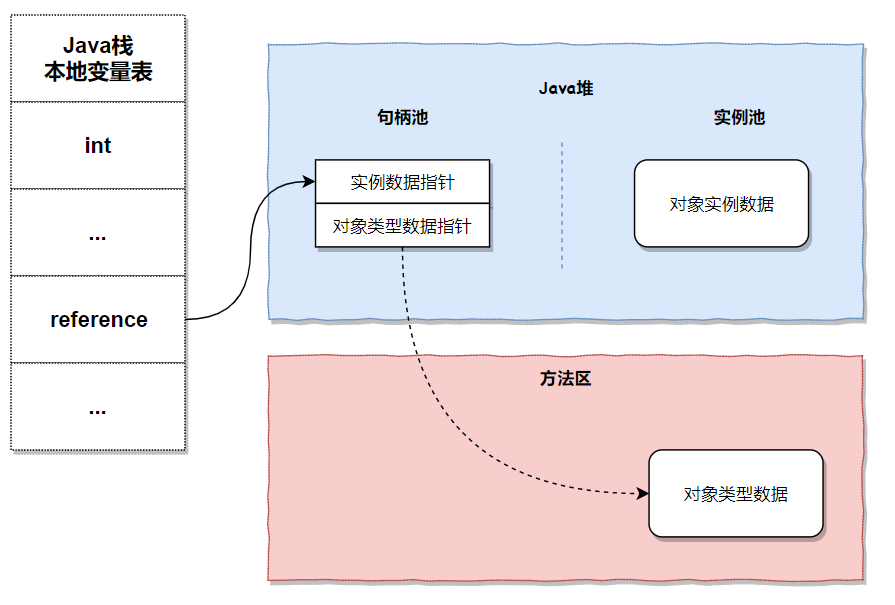 Java栈
本地变量表
int
...
reference
...
Java堆
句柄池
实例池
实例数据指针
对象类型数据指针
对象实例数据
方法区
对象类型数据